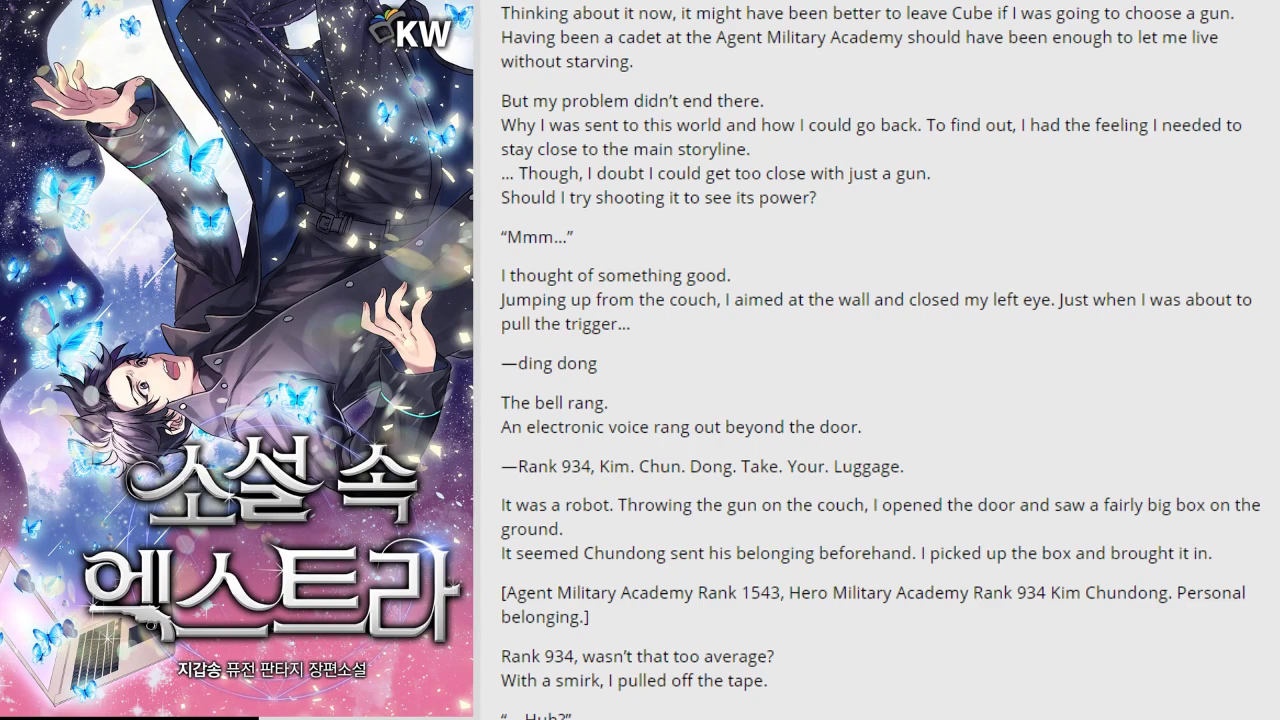 KW
소설 속
엑스트라
지갑송 퓨전 판타지 장편소설
Thinking about it now, it might have been better to leave Cube if I was going to choose a gun.
Having been a cadet at the Agent Military Academy should have been enough to let me live
without starving.
But my problem didn’t end there.
Why I was sent to this world and how I could go back. To find out, I had the feeling I needed to
stay close to the main storyline.
... Though, I doubt I could get too close with just a gun.
Should I try shooting it to see its power?
“Mmm…”
I thought of something good.
Jumping up from the couch, I aimed at the wall and closed my left eye. Just when I was about to
pull the trigger…
—ding dong
The bell rang.
An electronic voice rang out beyond the door.
—Rank 934, Kim. Chun. Dong. Take. Your. Luggage.
It was a robot. Throwing the gun on the couch, I opened the door and saw a fairly big box on the
ground.
It seemed Chundong sent his belonging beforehand. I picked up the box and brought it in.
[Agent Military Academy Rank 1543, Hero Military Academy Rank 934 Kim Chundong. Personal
belonging.]
Rank 934, wasn’t that too average?
With a smirk, I pulled off the tape.
“… Huh?”